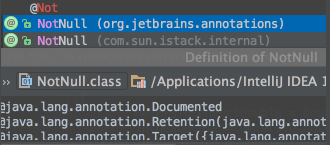 @Not
NotNull (org.jetbrains.annotations)
NotNull (com.sun.istack.internal)
Definition of NotNull
NotNull.class /Applications/IntelliJ IDEA 1
@java.lang.annotation.Documented
@java.lang.annotation.Retention(java.lang.annot
@java.lang.annotation.Target({java.lang.annotat